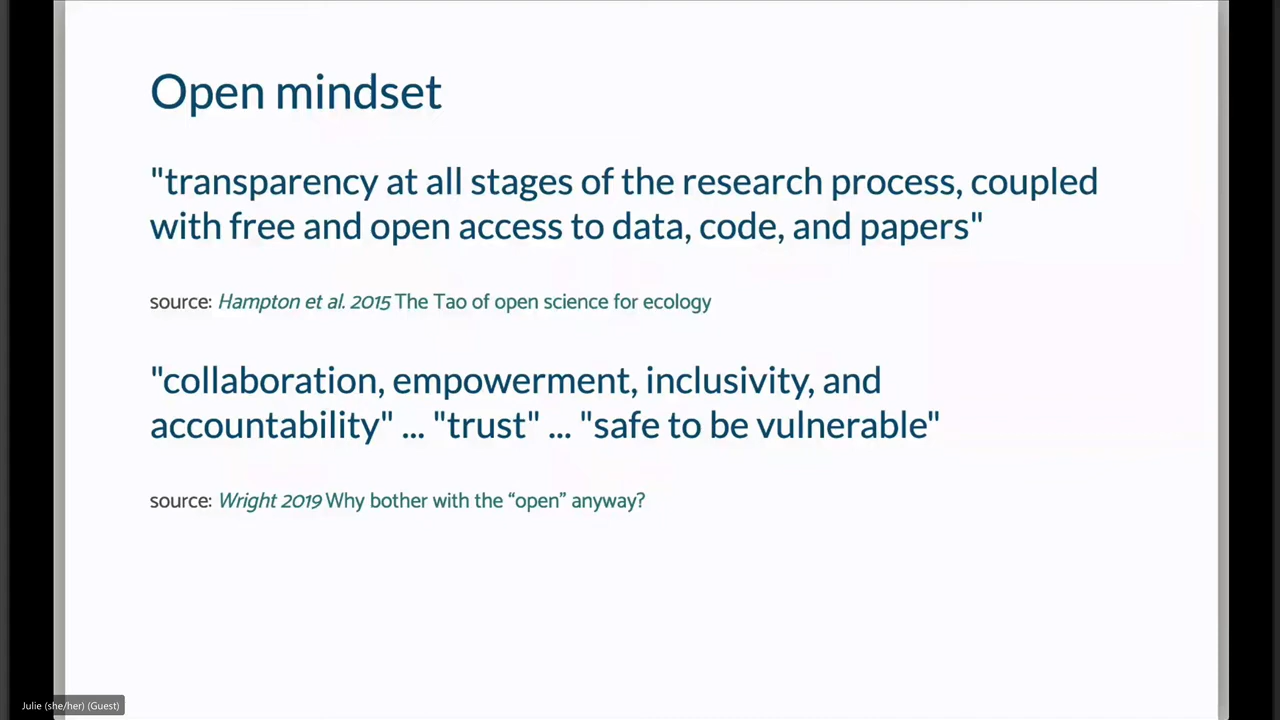 Open mindset
"transparency at all stages of the research process, coupled
with free and open access to data, code, and papers"
source: Hampton et al. 2015 The Tao of open science for ecology
"collaboration, empowerment, inclusivity, and
accountability" ... "trust" ... "safe to be vulnerable"
source: Wright 2019 Why bother with the “open” anyway?
Julie (she/her) (Guest)